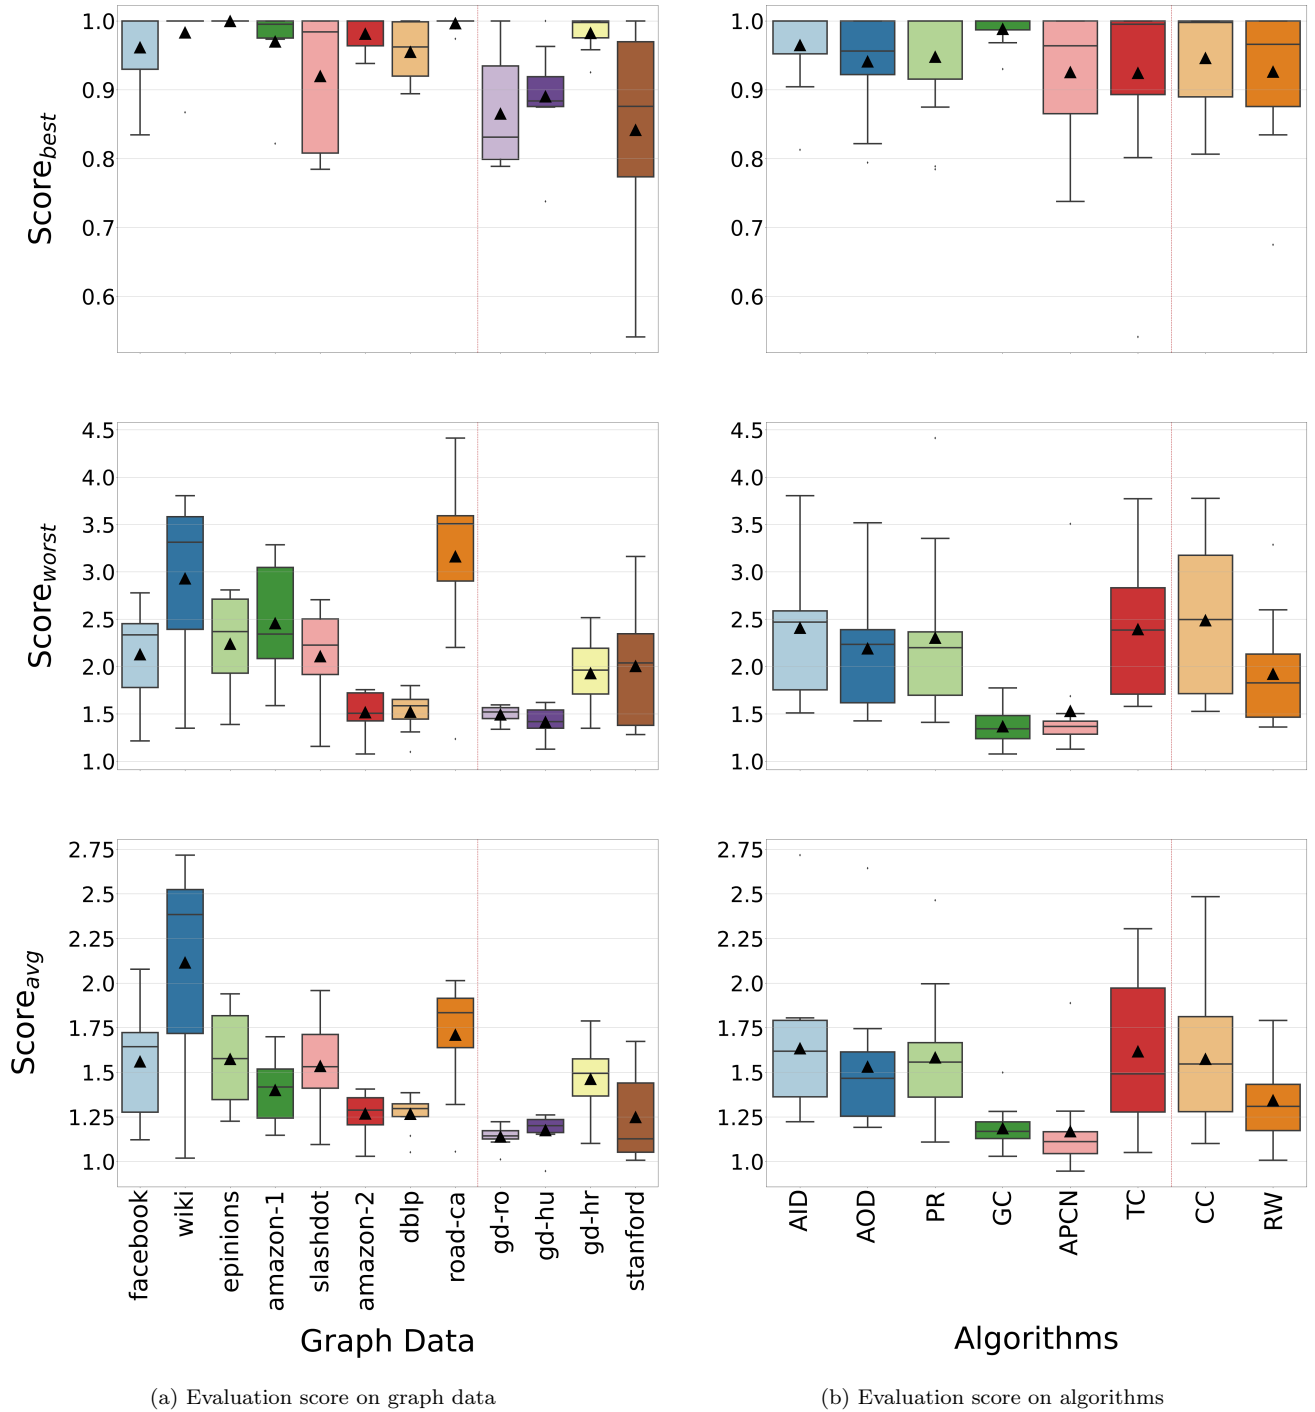 1.0
0.9
0.8
0.7
0.6
Score_best
1.0
0.9
0.8
0.7
0.6
4.5
4.0
3.5
3.0
2.5
2.0
1.5
1.0
Score_worst
4.5
4.0
3.5
3.0
2.5
2.0
1.5
1.0
2.75
2.5
2.25
2.0
1.75
1.5
1.25
1.0
Score_avg
2.75
2.5
2.25
2.0
1.75
1.5
1.25
1.0
facebook
wiki
epinions
amazon-1
slashdot
amazon-2
dblp
road-ca
gd-ro
gd-hu
gd-hr
stanford
AID
AOD
PR
GC
APCN
TC
CC
RW
Graph Data
Algorithms
(a) Evaluation score on graph data
(b) Evaluation score on algorithms